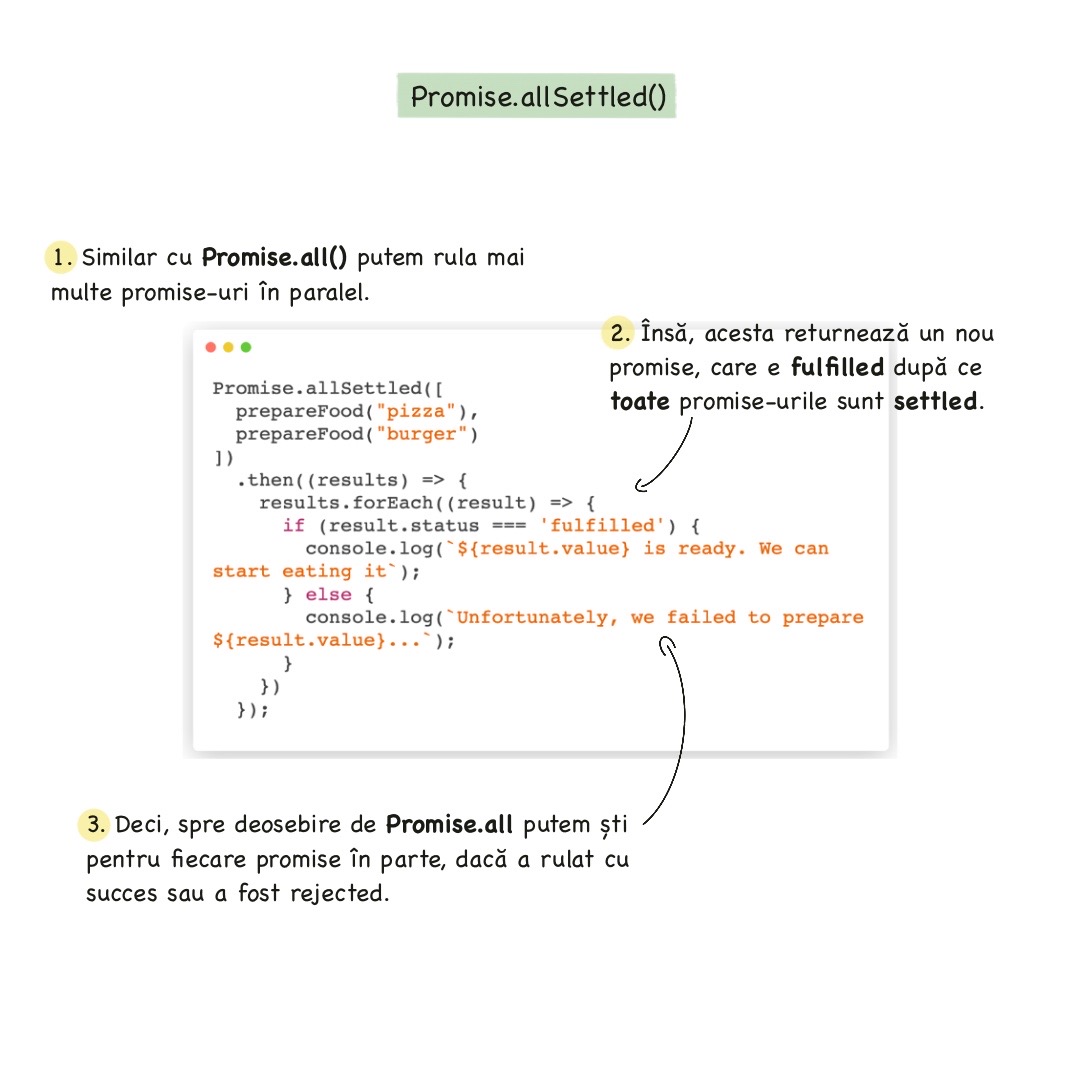 Promise.allSettled()
1. Similar cu Promise.all() putem rula mai
multe promise-uri în paralel.
2. Însă, acesta returnează un nou
promise, care e fulfilled după ce
toate promise-urile sunt settled.
Promise.allSettled([
  prepareFood("pizza"),
  prepareFood("burger")
])
  .then((results) => {
    results.forEach((result) => {
      if (result.status === 'fulfilled') {
        console.log(`${result.value} is ready. We can
start eating it`);
      } else {
        console.log(`Unfortunately, we failed to prepare
${result.value}...`);
      }
    })
  });
3. Deci, spre deosebire de Promise.all putem ști
pentru fiecare promise în parte, dacă a rulat cu
succes sau a fost rejected.